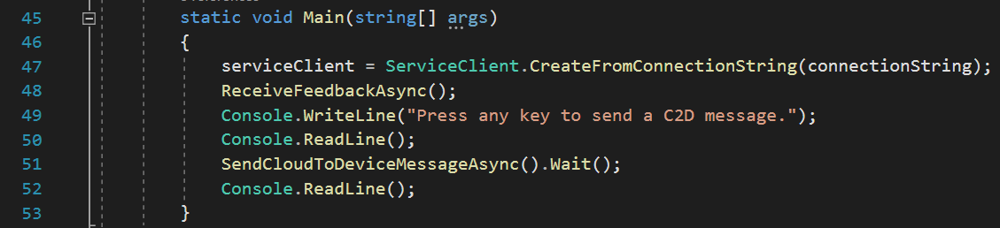 45 static void Main(string[] args)
46 {
47 serviceClient = ServiceClient.CreateFromConnectionString(connectionString);
48 ReceiveFeedbackAsync();
49 Console.WriteLine("Press any key to send a C2D message.");
50 Console.ReadLine();
51 SendCloudToDeviceMessageAsync().Wait();
52 Console.ReadLine();
53 }